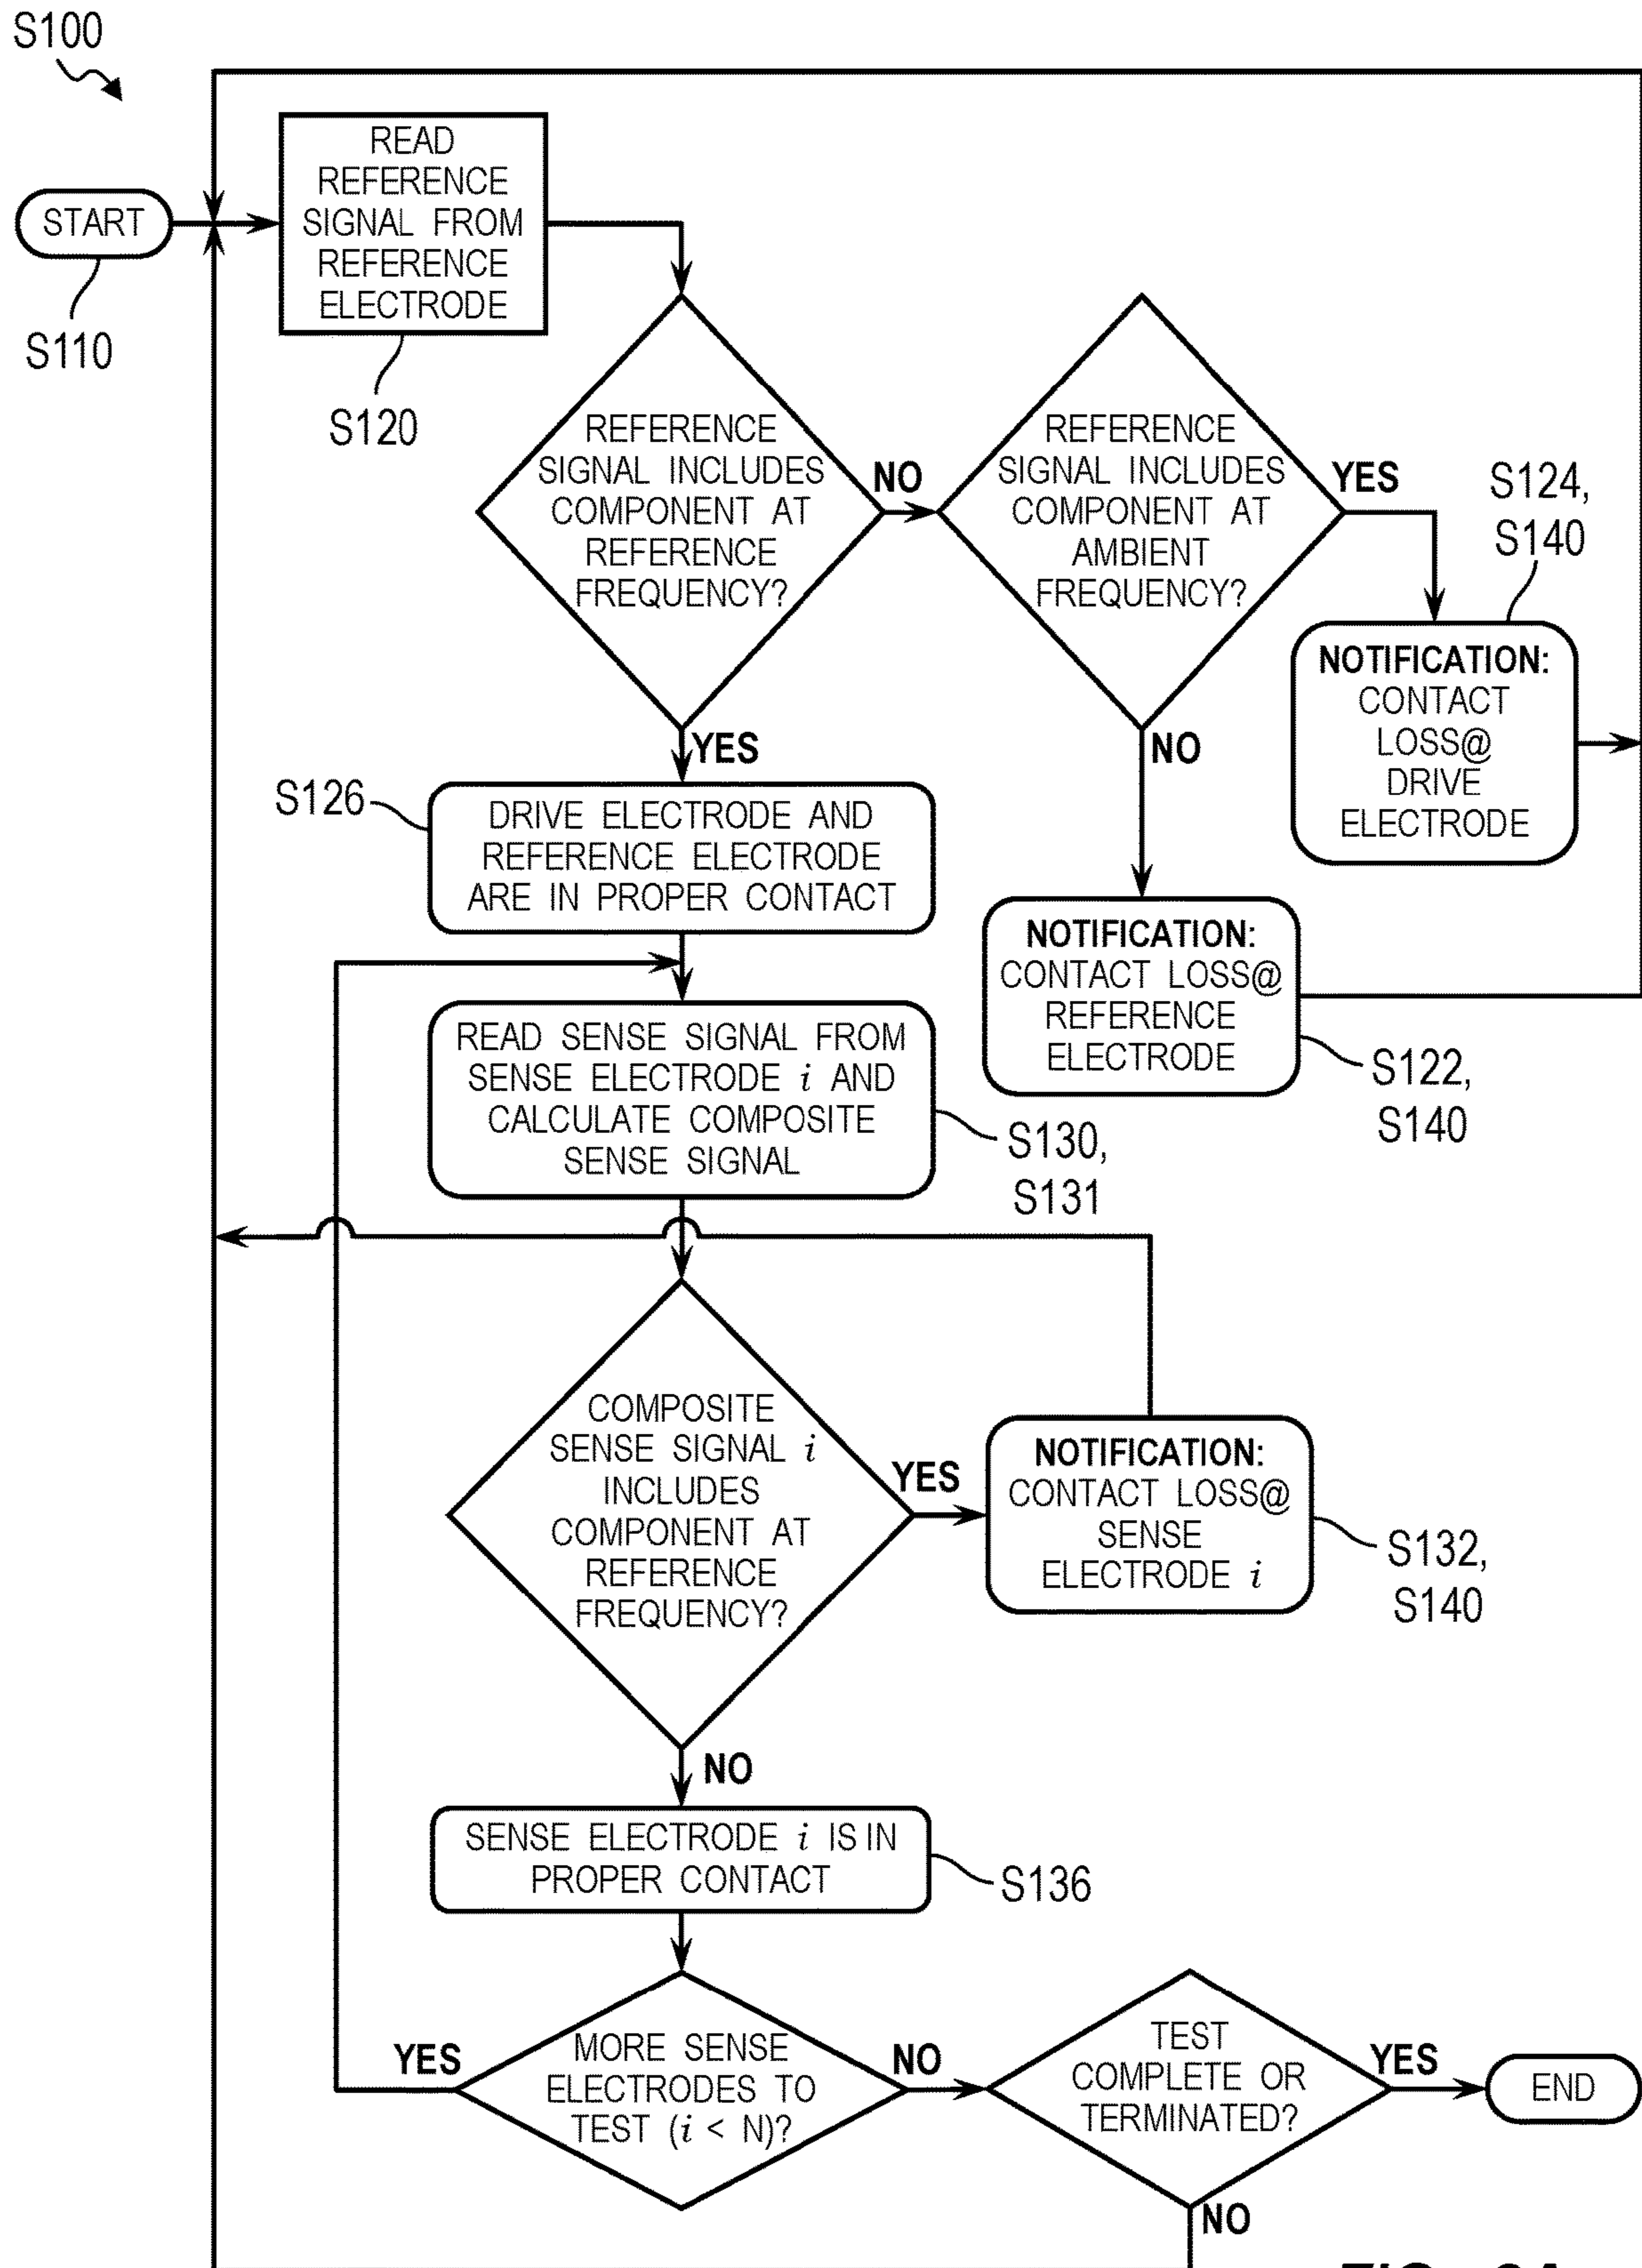 S100
START
S110
READ
REFERENCE
SIGNAL FROM
REFERENCE
ELECTRODE
S120
REFERENCE
SIGNAL INCLUDES
COMPONENT AT
REFERENCE
FREQUENCY?
NO
YES
REFERENCE
SIGNAL INCLUDES
COMPONENT AT
AMBIENT
FREQUENCY?
YES
NO
S124,
S140
NOTIFICATION:
CONTACT
LOSS@
DRIVE
ELECTRODE
S126
DRIVE ELECTRODE AND
REFERENCE ELECTRODE
ARE IN PROPER CONTACT
NOTIFICATION:
CONTACT LOSS@
REFERENCE
ELECTRODE
S122,
S140
READ SENSE SIGNAL FROM
SENSE ELECTRODE i AND
CALCULATE COMPOSITE
SENSE SIGNAL
S130,
S131
COMPOSITE
SENSE SIGNAL i
INCLUDES
COMPONENT AT
REFERENCE
FREQUENCY?
YES
NO
NOTIFICATION:
CONTACT LOSS@
SENSE
ELECTRODE i
S132,
S140
SENSE ELECTRODE i IS IN
PROPER CONTACT
S136
MORE SENSE
ELECTRODES TO
TEST (i < N)?
YES
NO
TEST
COMPLETE OR
TERMINATED?
YES
NO
END